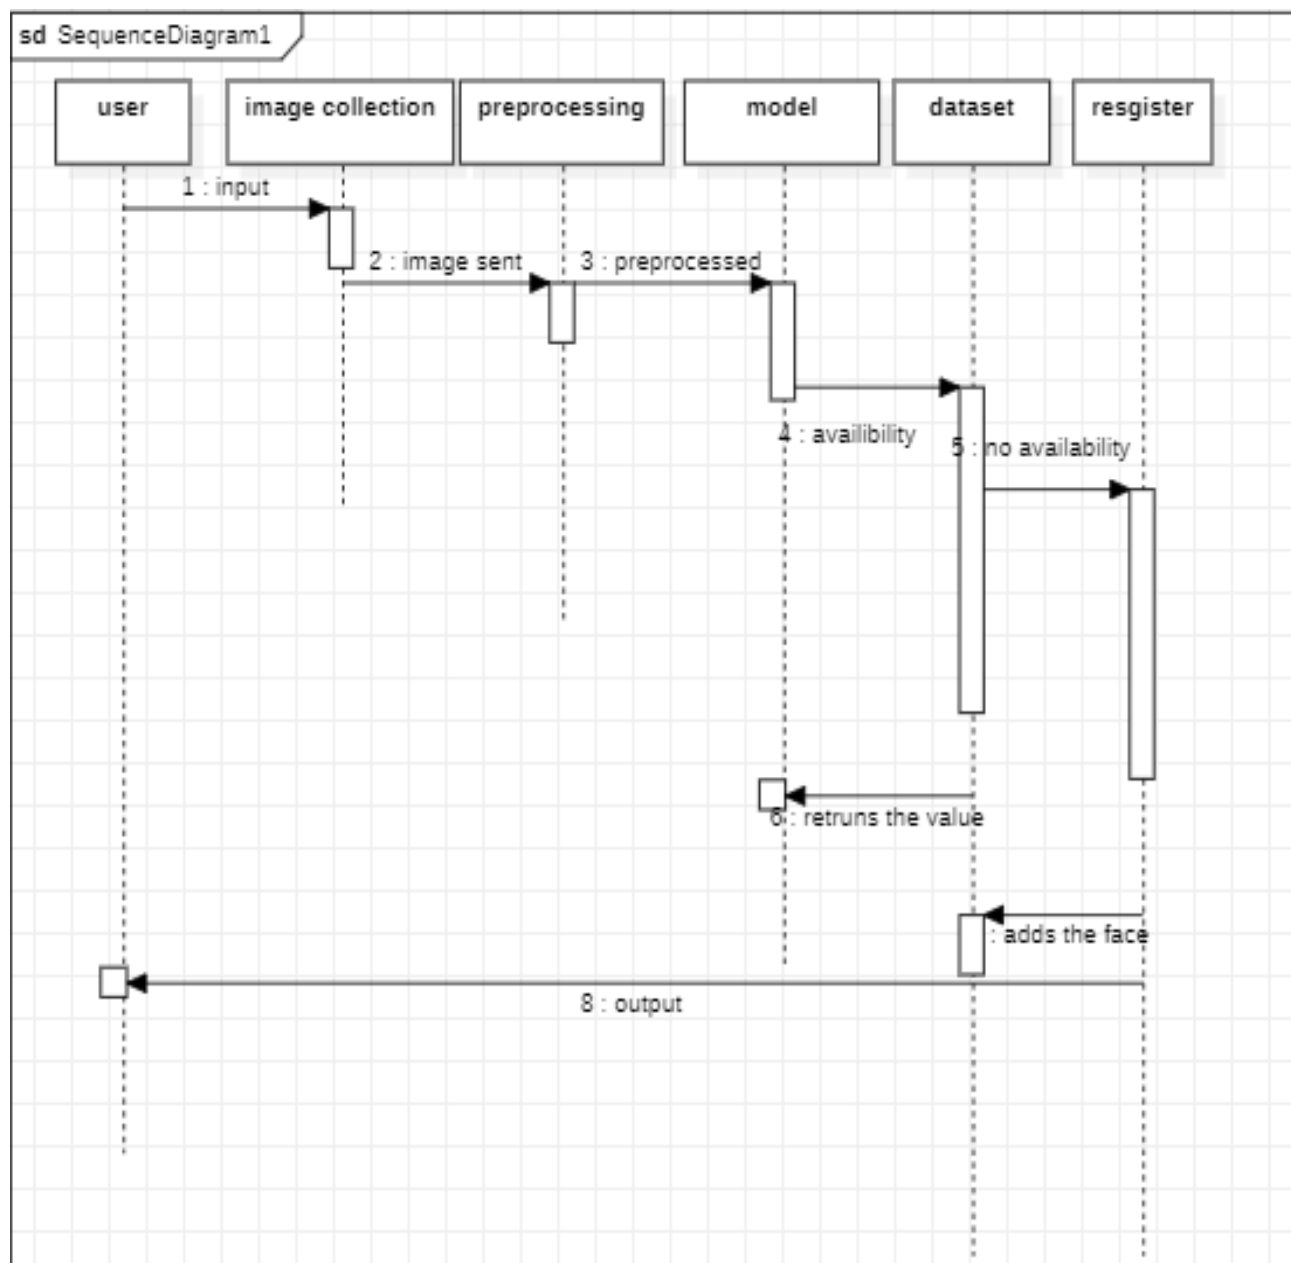 sd SequenceDiagram1
user
image collection
preprocessing
model
dataset
resgister
1 : input
2 : image sent
3 : preprocessed
4 : availibility
5 : no availability
6 : retruns the value
: adds the face
8 : output